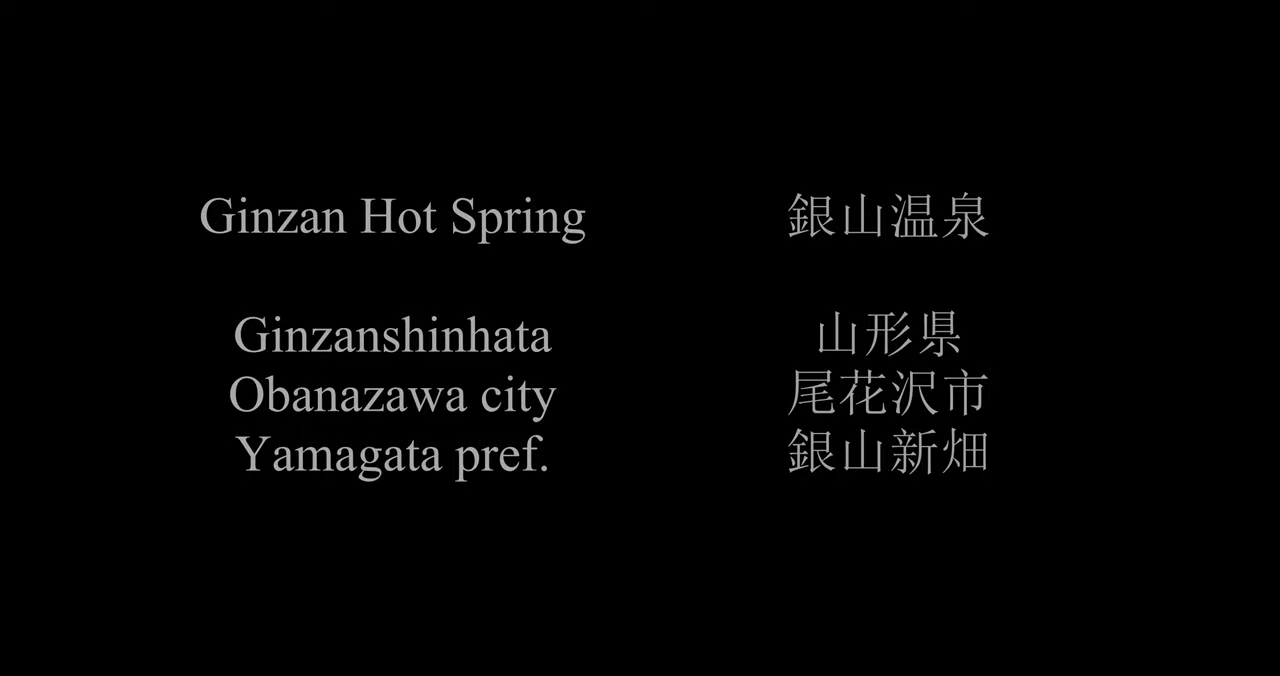 Ginzan Hot Spring
銀山温泉
Ginzanshinhata
Obanazawa city
Yamagata pref.
山形県
尾花沢市
銀山新畑